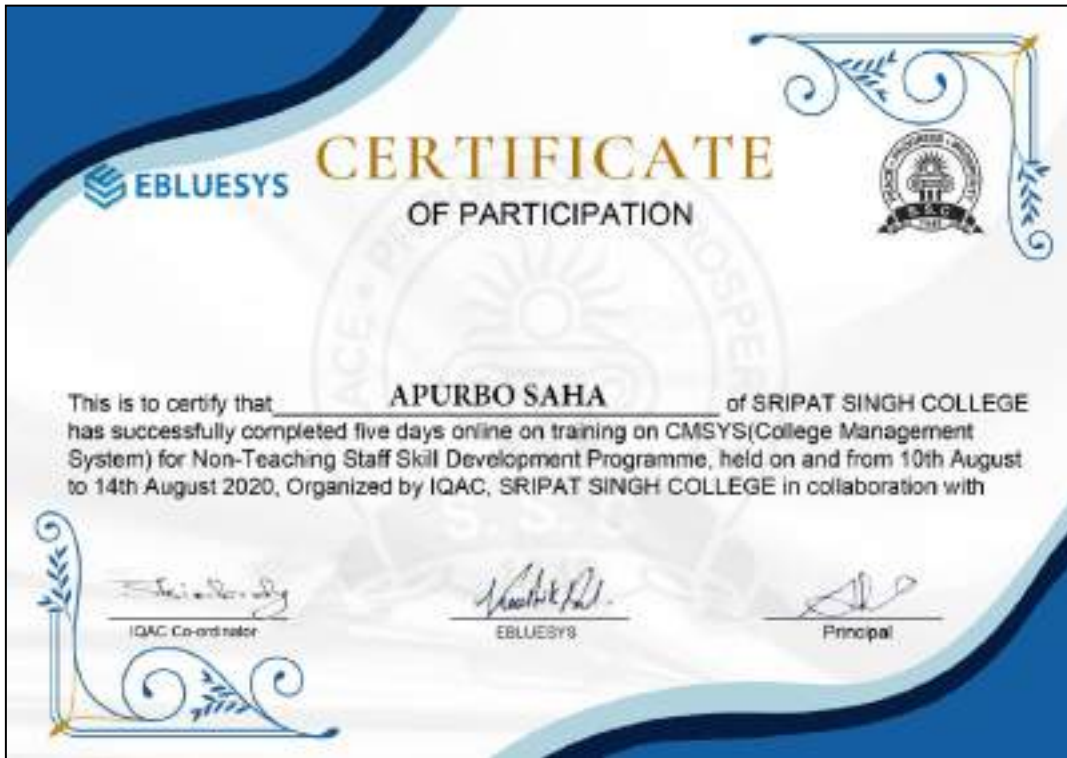 CERTIFICATE
EBLUESYS
OF PARTICIPATION
PEACE • PROGRESS • PROSPERITY
S. S. C
This is to certify that APURBO SAHA of SRIPAT SINGH COLLEGE
has successfully completed five days online on training on CMSYS(College Management
System) for Non-Teaching Staff Skill Development Programme, held on and from 10th August
to 14th August 2020, Organized by IQAC, SRIPAT SINGH COLLEGE in collaboration with
IQAC Co-ordinator
EBLUESYS
Principal